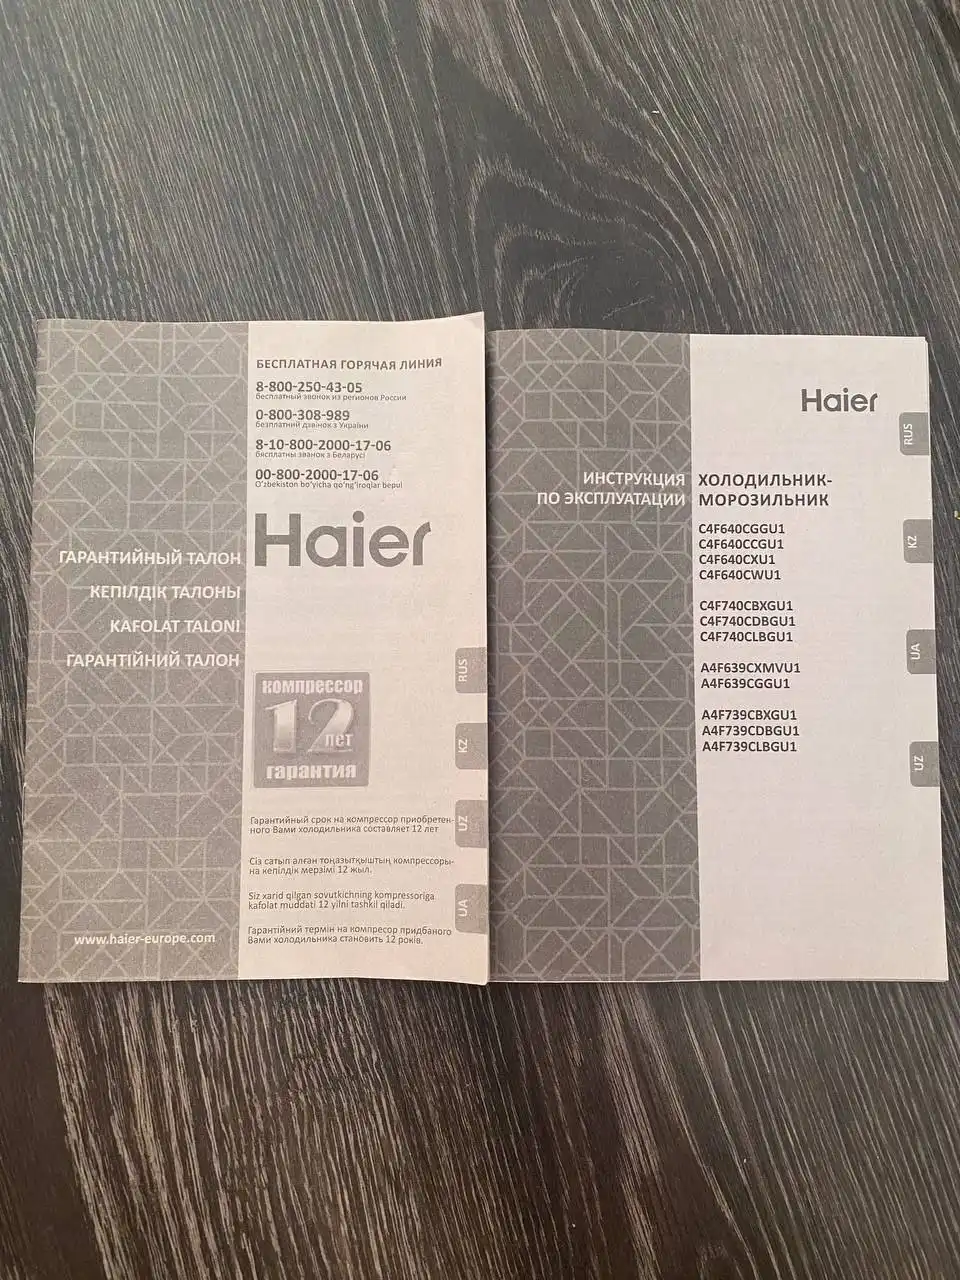 БЕСПЛАТНАЯ ГОРЯЧАЯ ЛИНИЯ
8-800-250-43-05
бесплатный звонок из регионов России
0-800-308-989
безплатний дзвінок з України
8-10-800-2000-17-06
бясплатны званок з Беларусі
00-800-2000-17-06
O'zbekiston bo'yicha qo'ng'iroqlar bepul
Haier
ГАРАНТИЙНЫЙ ТАЛОН
КЕПІЛДІК ТАЛОНЫ
KAFOLAT TALONI
ГАРАНТІЙНИЙ ТАЛОН
RUS
KZ
UZ
UA
компрессор
12
лет
гарантия
Гарантийный срок на компрессор приобретен-
ного Вами холодильника составляет 12 лет
Сіз сатып алған тоңазытқыштың компрессоры-
на кепілдік мерзімі 12 жыл.
Siz xarid qilgan sovutkichning kompressoriga
kafolat muddati 12 yilni tashkil qiladi.
Гарантійний термін на компресор придбаного
Вами холодильника становить 12 років.
www.haier-europe.com
Haier
RUS
KZ
UA
UZ
ИНСТРУКЦИЯ
ПО ЭКСПЛУАТАЦИИ
ХОЛОДИЛЬНИК-
МОРОЗИЛЬНИК
C4F640CGGU1
C4F640CCGU1
C4F640CXU1
C4F640CWU1
C4F740CBXGU1
C4F740CDBGU1
C4F740CLBGU1
A4F639CXMVU1
A4F639CGGU1
A4F739CBXGU1
A4F739CDBGU1
A4F739CLBGU1